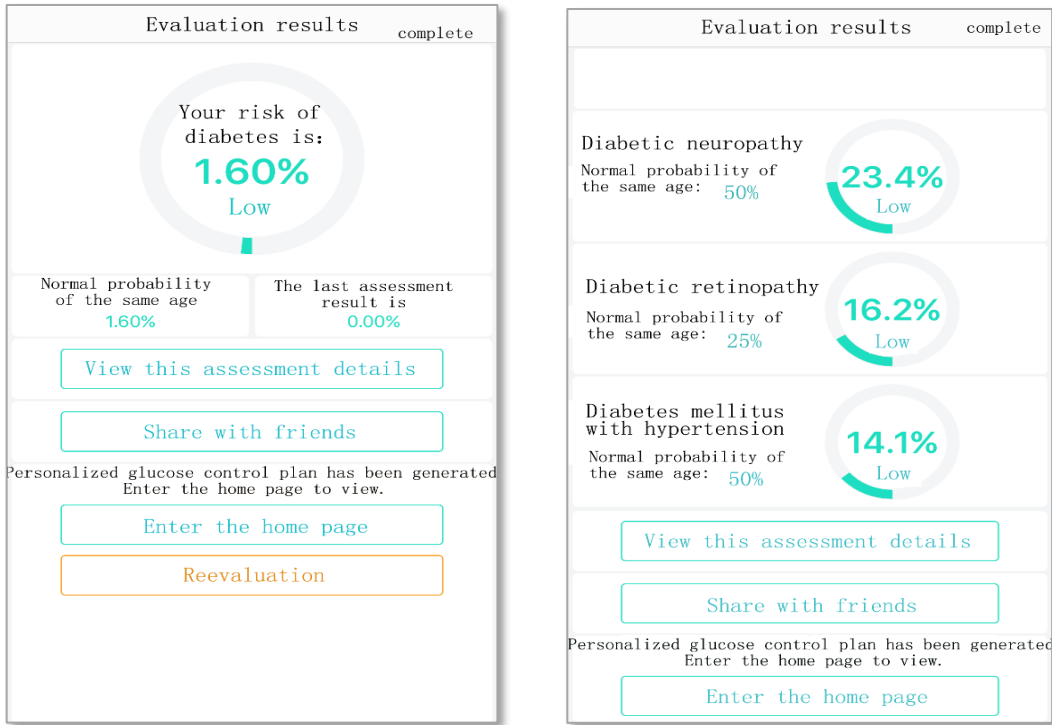 Evaluation results
complete
Your risk of
diabetes is:
1.60%
Low
Normal probability
of the same age
1.60%
The last assessment
result is
0.00%
View this assessment details
Share with friends
Personalized glucose control plan has been generated
Enter the home page to view.
Enter the home page
Reevaluation
Evaluation results
complete
Diabetic neuropathy
Normal probability of
the same age: 50%
23.4%
Low
Diabetic retinopathy
Normal probability of
the same age: 25%
16.2%
Low
Diabetes mellitus
with hypertension
Normal probability of
the same age: 50%
14.1%
Low
View this assessment details
Share with friends
Personalized glucose control plan has been generated
Enter the home page to view.
Enter the home page